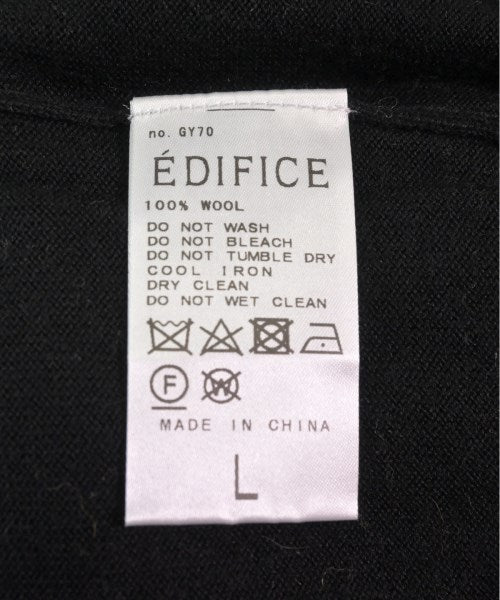 no. GY70
ÉDIFICE
100% WOOL
DO NOT WASH
DO NOT BLEACH
DO NOT TUMBLE DRY
COOL IRON
DRY CLEAN
DO NOT WET CLEAN
F W
MADE IN CHINA
L